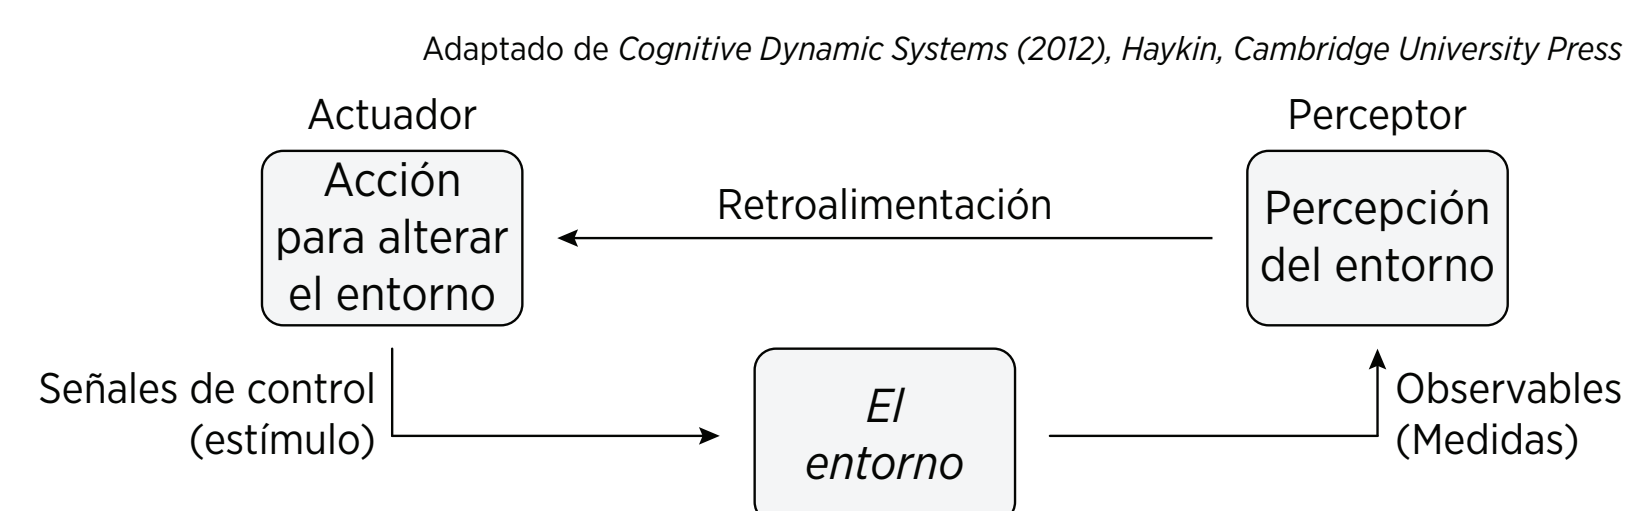 Adaptado de Cognitive Dynamic Systems (2012), Haykin, Cambridge University Press
Actuador
Perceptor
Acción
para alterar
el entorno
Retroalimentación
Percepción
del entorno
Señales de control
(estímulo)
El
entorno
Observables
(Medidas)